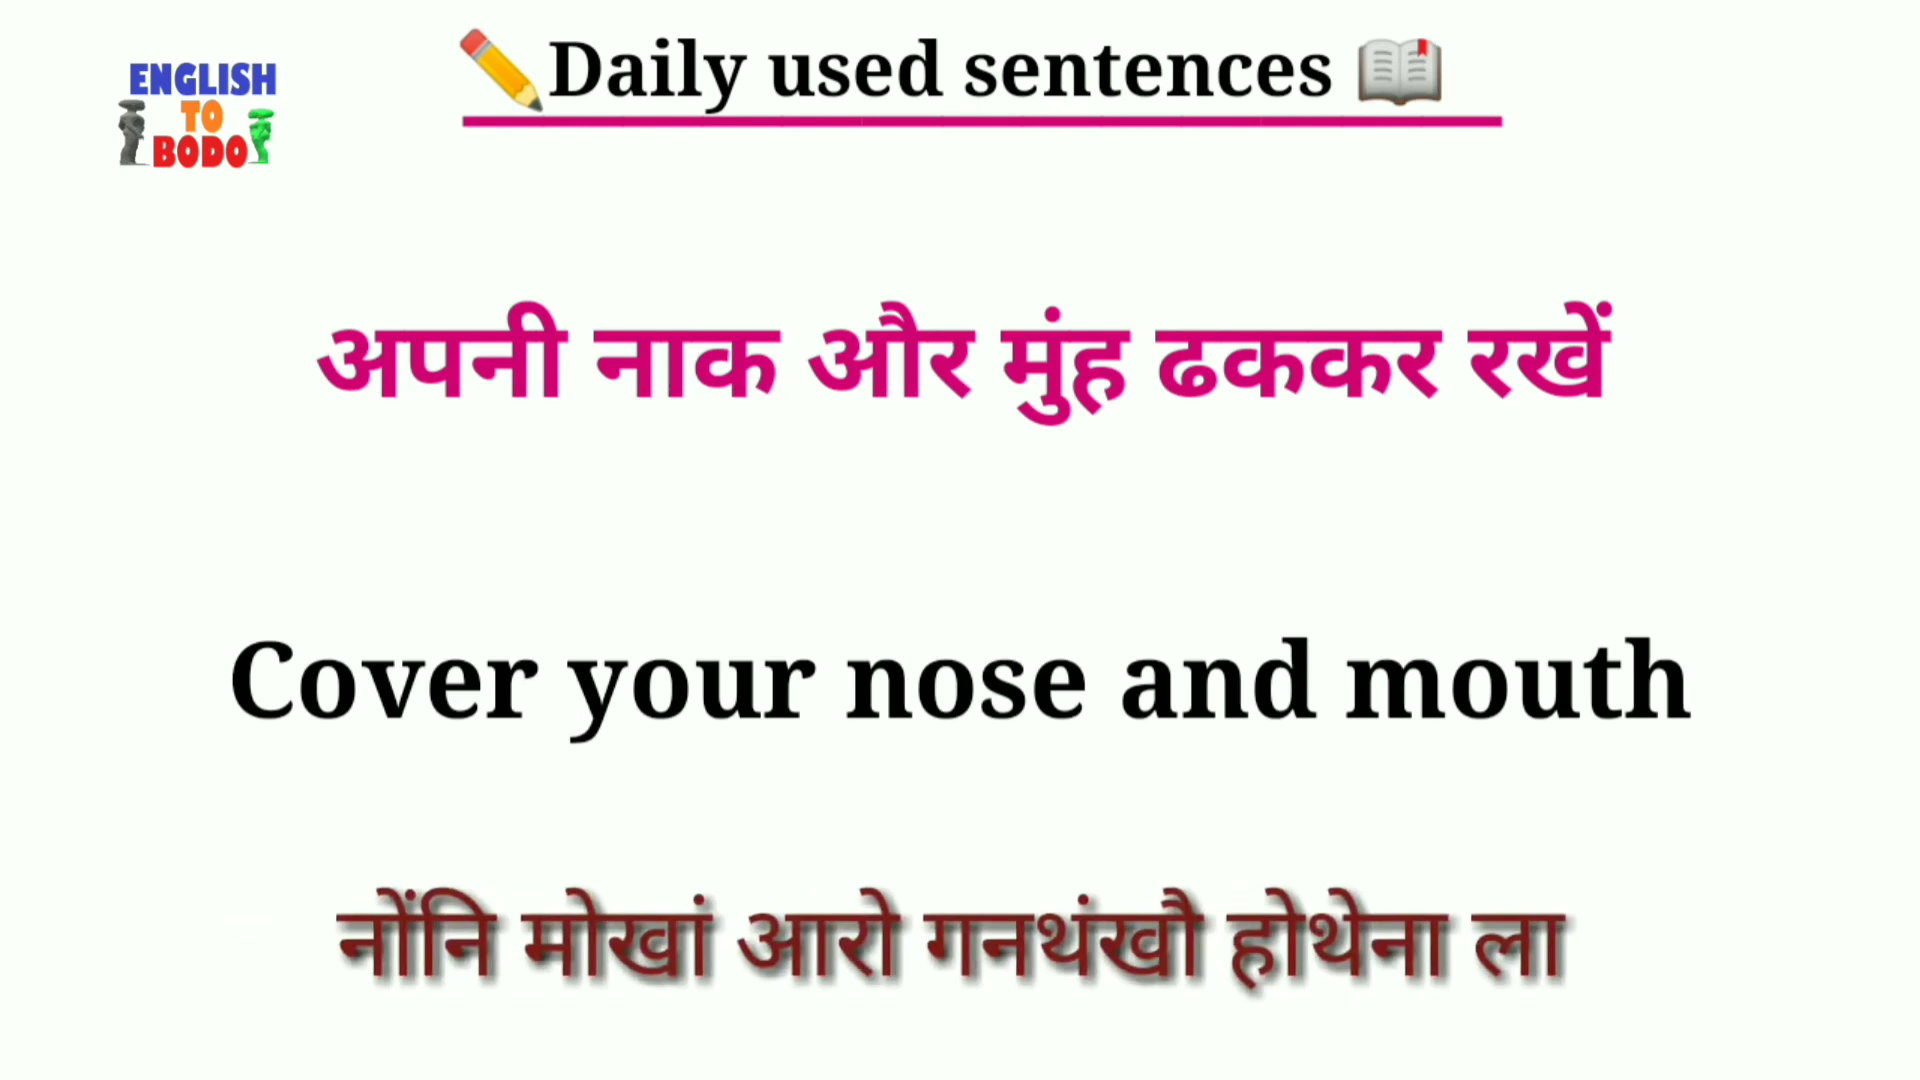 ✏️Daily used sentences 📖
ENGLISH
TO
BODO
अपनी नाक और मुंह ढककर रखें
Cover your nose and mouth
नोंनि मोखां आरो गनथंखौ होथेना ला